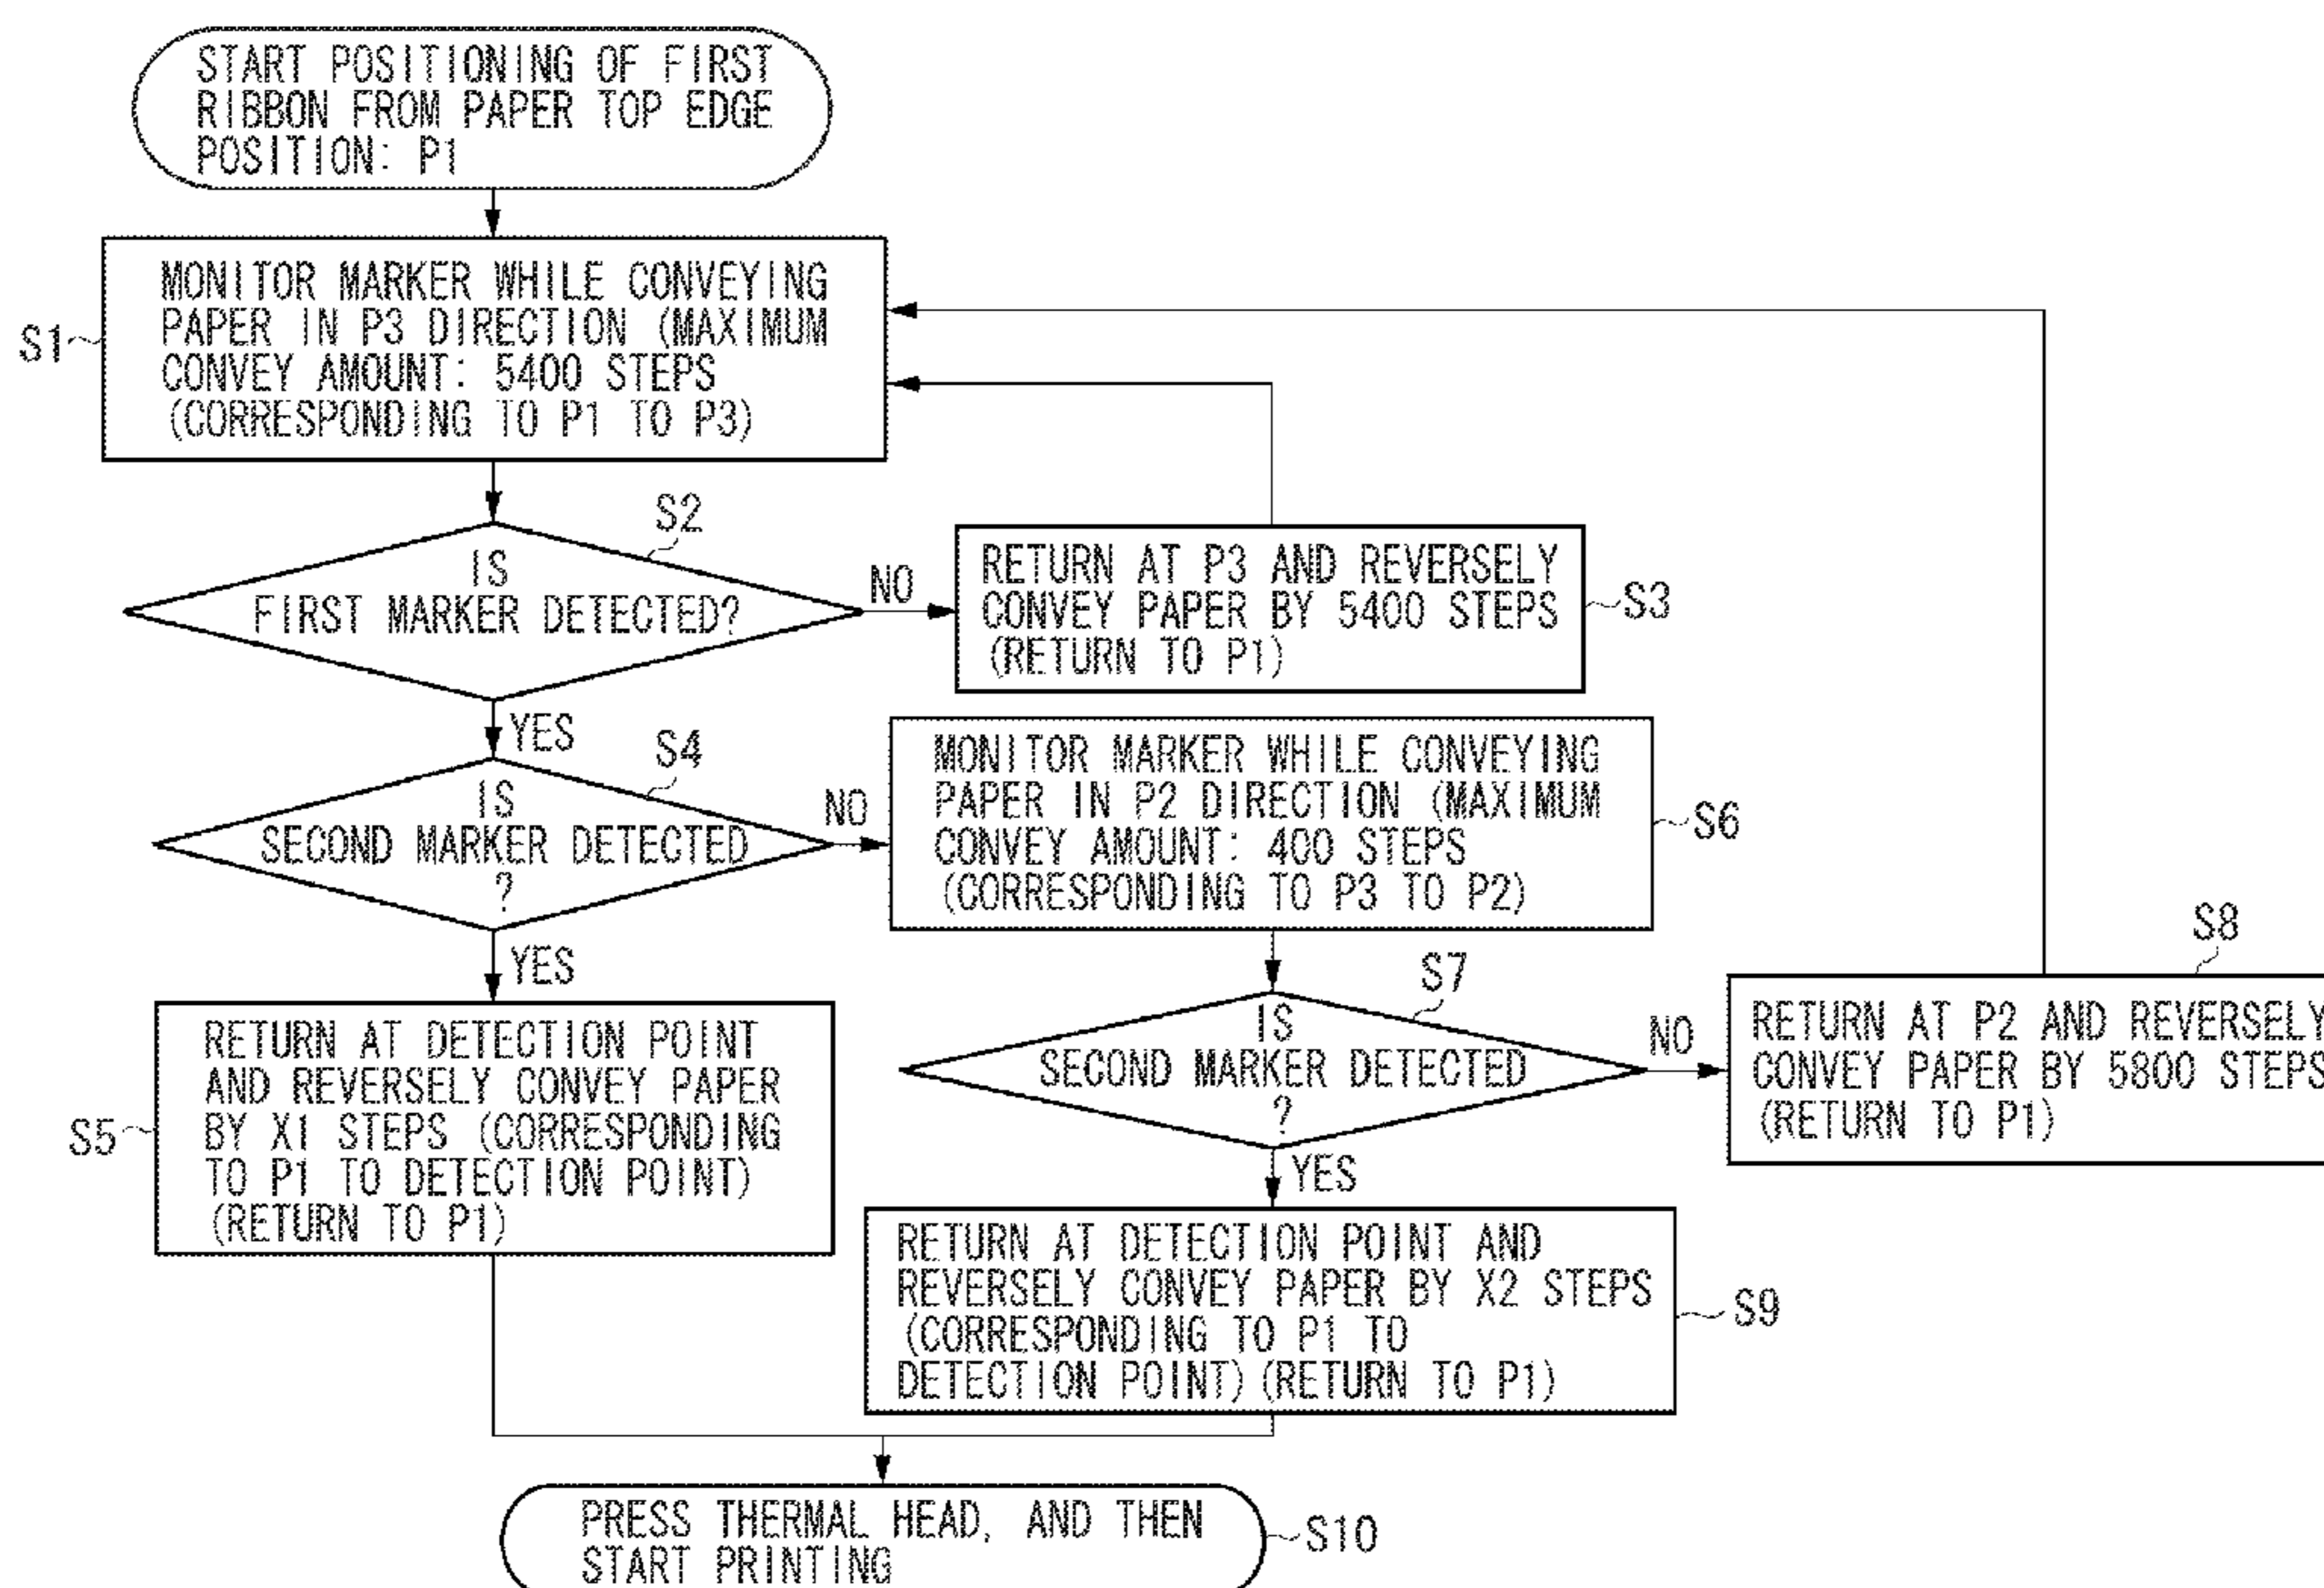 START POSITIONING OF FIRST
RIBBON FROM PAPER TOP EDGE
POSITION: P1
MONITOR MARKER WHILE CONVEYING
PAPER IN P3 DIRECTION (MAXIMUM
CONVEY AMOUNT: 5400 STEPS
(CORRESPONDING TO P1 TO P3)
S1
S2
IS
FIRST MARKER DETECTED?
NO
RETURN AT P3 AND REVERSELY
CONVEY PAPER BY 5400 STEPS
(RETURN TO P1)
S3
YES
S4
IS
SECOND MARKER DETECTED
?
NO
MONITOR MARKER WHILE CONVEYING
PAPER IN P2 DIRECTION (MAXIMUM
CONVEY AMOUNT: 400 STEPS
(CORRESPONDING TO P3 TO P2)
S6
YES
S7
IS
SECOND MARKER DETECTED
?
NO
S8
RETURN AT P2 AND REVERSELY
CONVEY PAPER BY 5800 STEPS
(RETURN TO P1)
RETURN AT DETECTION POINT
AND REVERSELY CONVEY PAPER
BY X1 STEPS (CORRESPONDING
TO P1 TO DETECTION POINT)
(RETURN TO P1)
S5
YES
RETURN AT DETECTION POINT AND
REVERSELY CONVEY PAPER BY X2 STEPS
(CORRESPONDING TO P1 TO
DETECTION POINT)(RETURN TO P1)
S9
PRESS THERMAL HEAD, AND THEN
START PRINTING
S10